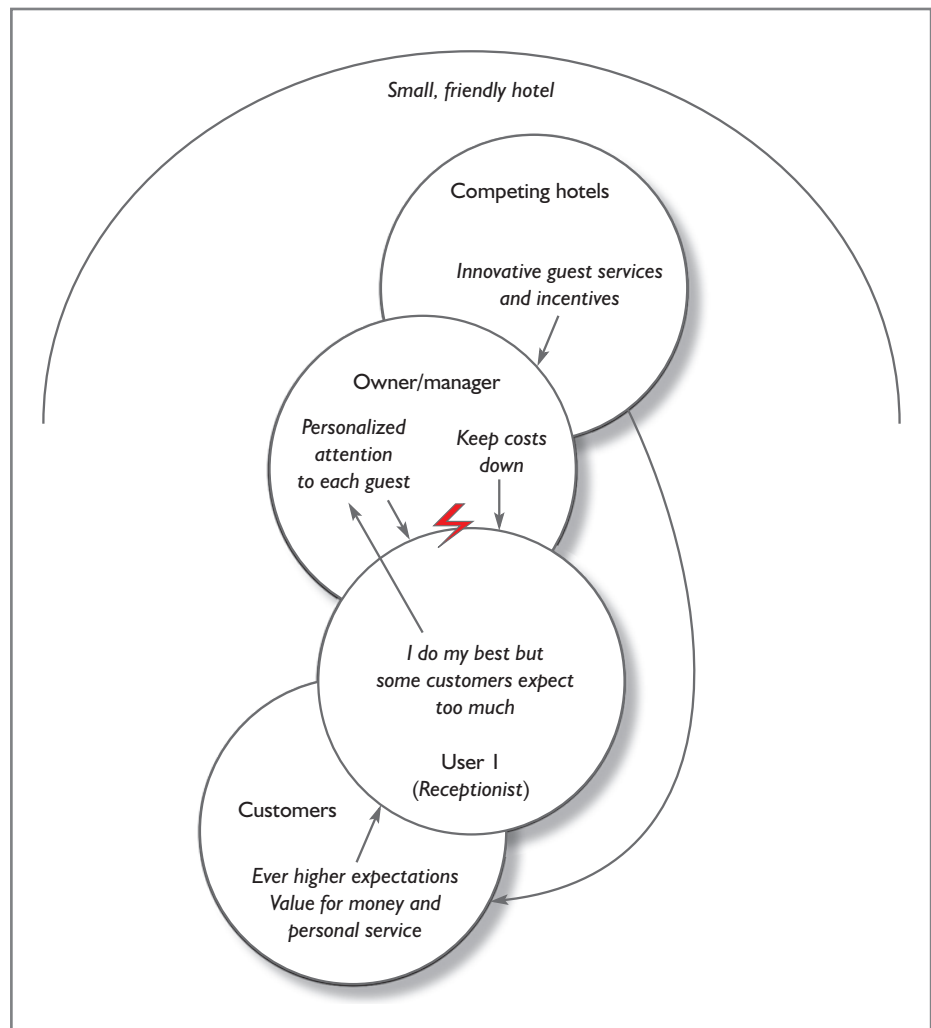 Small, friendly hotel
Competing hotels
Innovative guest services
and incentives
Owner/manager
Personalized
attention
to each guest
Keep costs
down
I do my best but
some customers expect
too much
User 1
(Receptionist)
Customers
Ever higher expectations
Value for money and
personal service